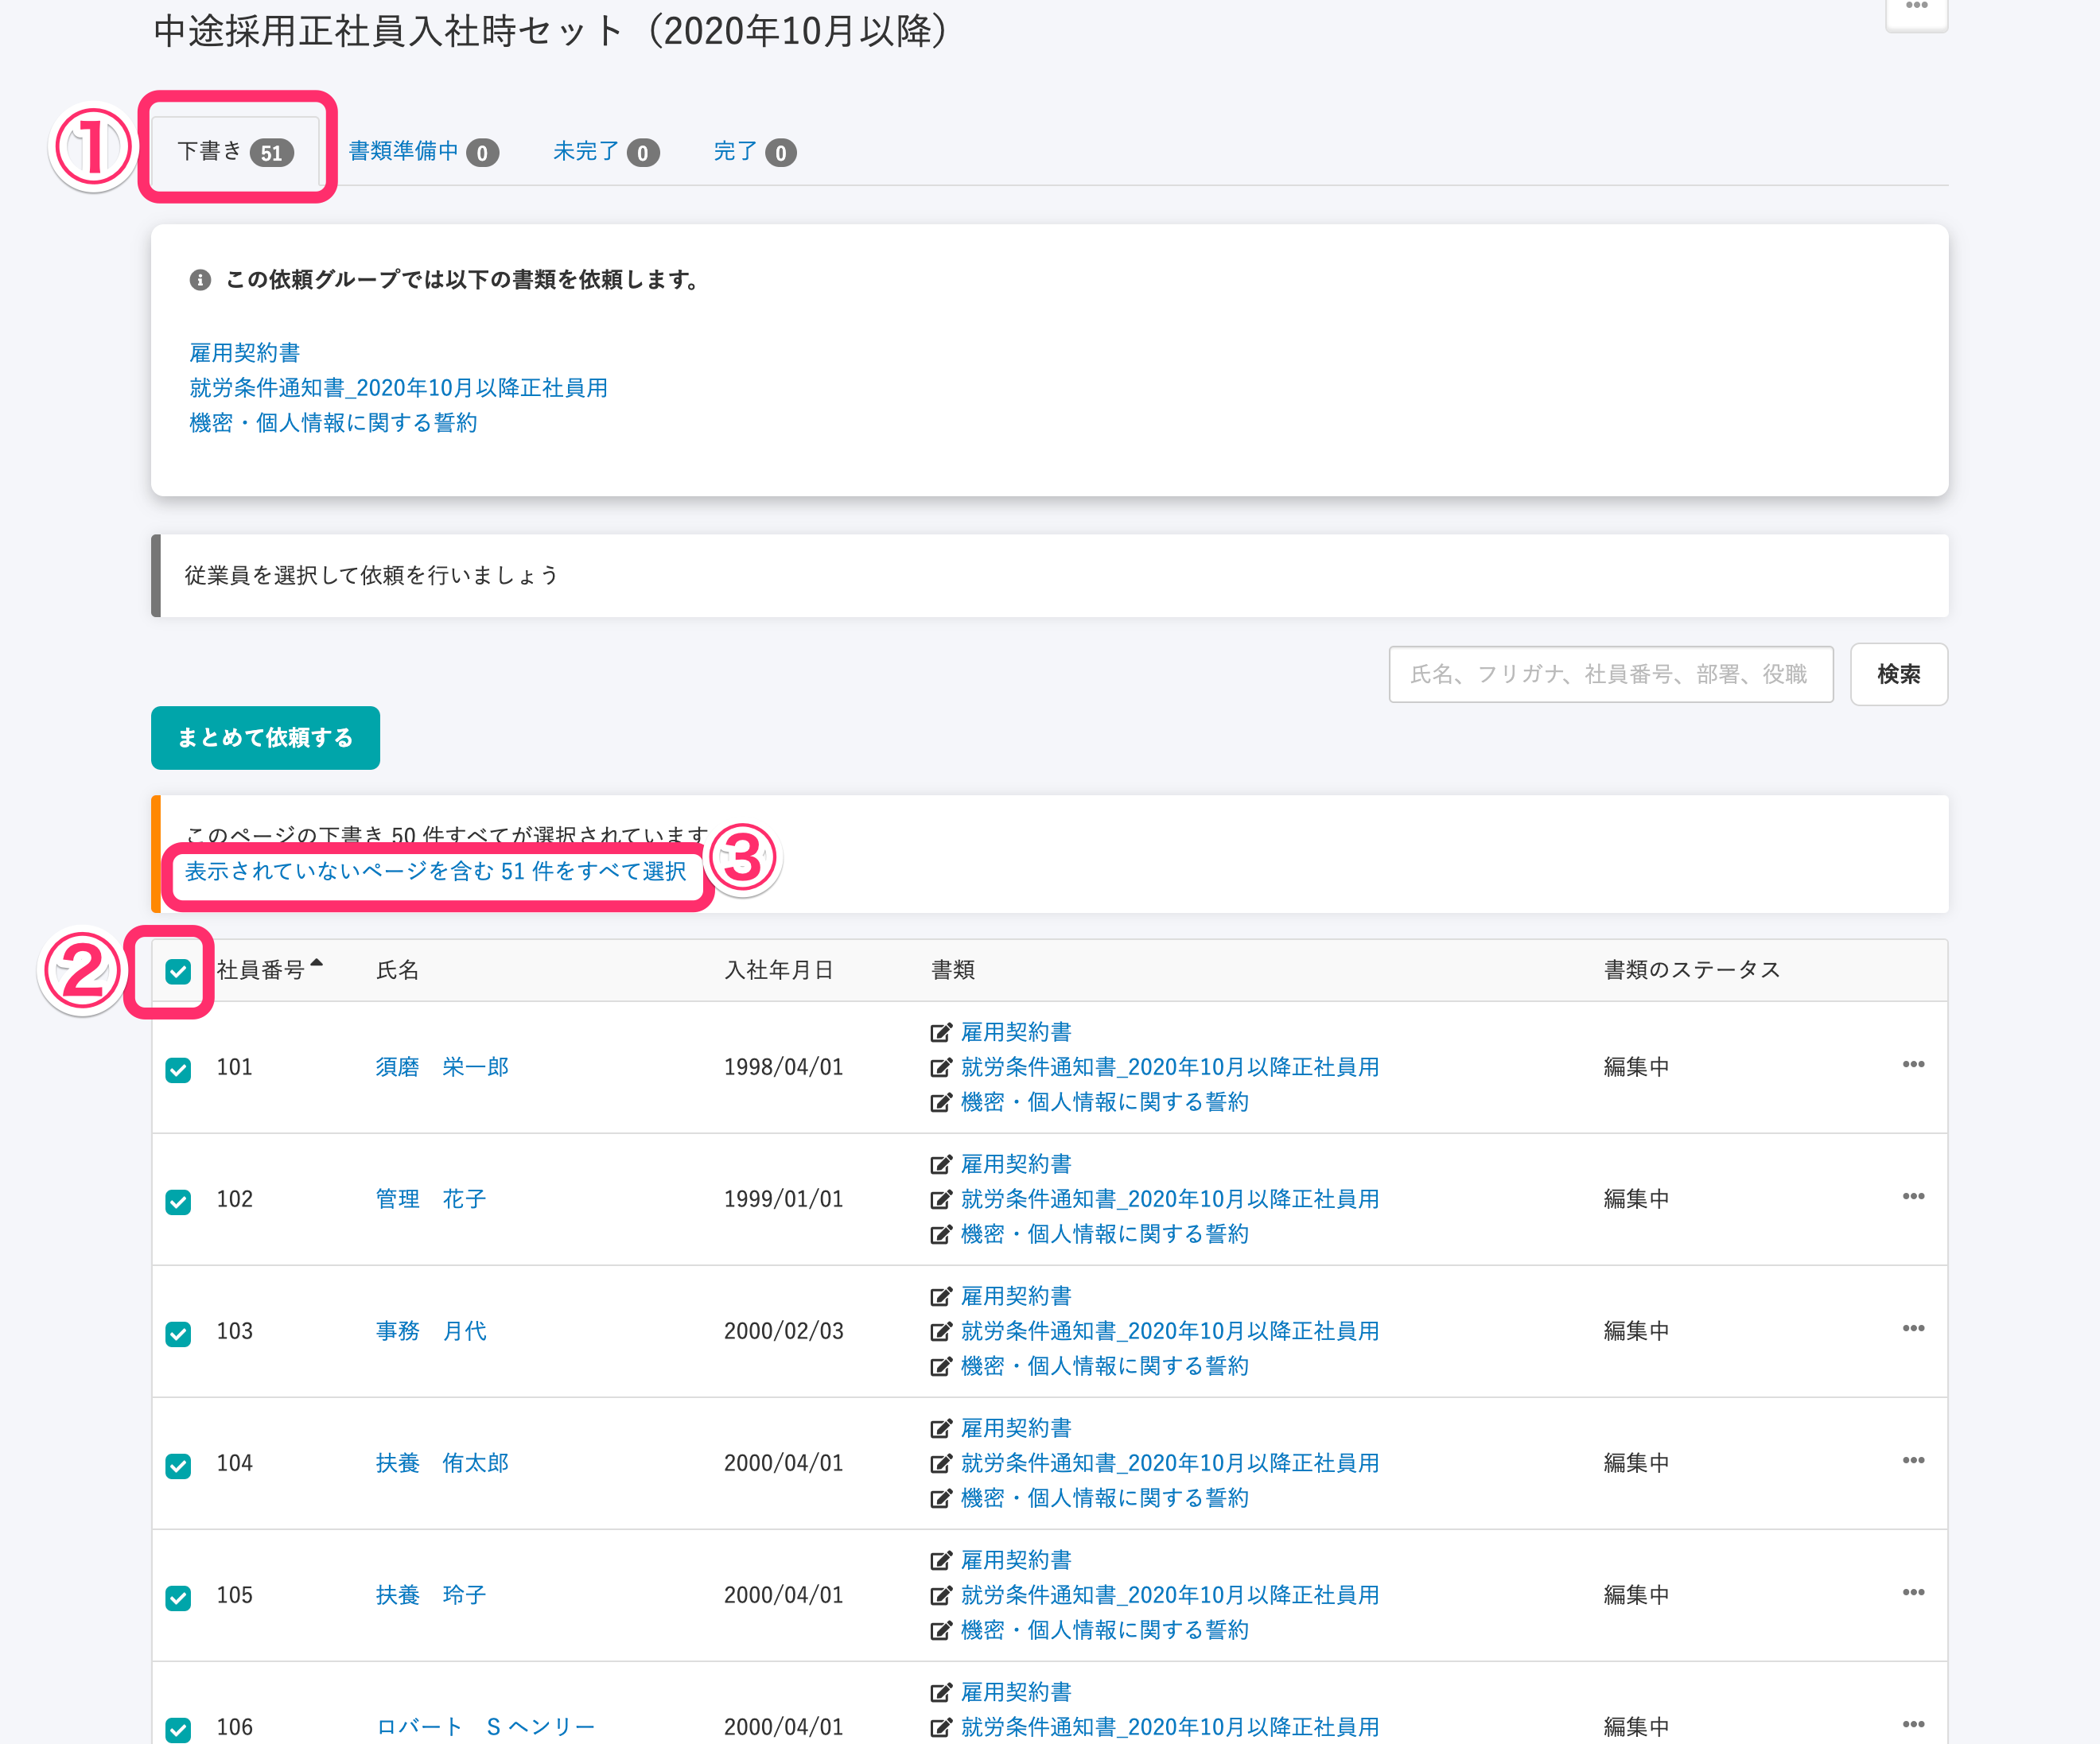 中途採用正社員入社時セット（2020年10月以降）
①
下書き 51 書類準備中 0 未完了 0 完了 0
この依頼グループでは以下の書類を依頼します。
雇用契約書
就労条件通知書_2020年10月以降正社員用
機密・個人情報に関する誓約
従業員を選択して依頼を行いましょう
氏名、フリガナ、社員番号、部署、役職 検索
まとめて依頼する
このページの下書き 50 件すべてが選択されています
表示されていないページを含む 51 件をすべて選択 ③
② 社員番号 氏名 入社年月日 書類 書類のステータス
雇用契約書
101 須磨　栄一郎 1998/04/01 就労条件通知書_2020年10月以降正社員用 編集中
機密・個人情報に関する誓約
雇用契約書
102 管理　花子 1999/01/01 就労条件通知書_2020年10月以降正社員用 編集中
機密・個人情報に関する誓約
雇用契約書
103 事務　月代 2000/02/03 就労条件通知書_2020年10月以降正社員用 編集中
機密・個人情報に関する誓約
雇用契約書
104 扶養　侑太郎 2000/04/01 就労条件通知書_2020年10月以降正社員用 編集中
機密・個人情報に関する誓約
雇用契約書
105 扶養　玲子 2000/04/01 就労条件通知書_2020年10月以降正社員用 編集中
機密・個人情報に関する誓約
雇用契約書
106 ロバート　S ヘンリー 2000/04/01 就労条件通知書_2020年10月以降正社員用 編集中